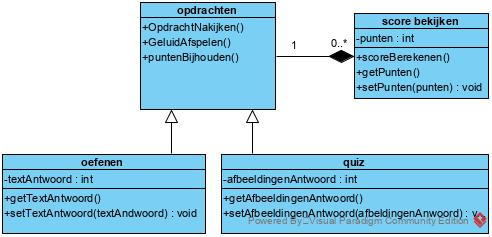 opdrachten
+OpdrachtNakijken()
+GeluidAfspelen()
+puntenBijhouden()
1
0..*
score bekijken
-punten : int
+scoreBerekenen()
+getPunten()
+setPunten(punten) : void
oefenen
-textAntwoord : int
+getTextAntwoord()
+setTextAntwoord(textAndwoord) : void
quiz
-afbeeldingenAntwoord : int
+getAfbeeldingenAntwoord()
+setAfbeeldingenAntwoord(afbeldingenAnwoord) : v
Powered By Visual Paradigm Community Edition